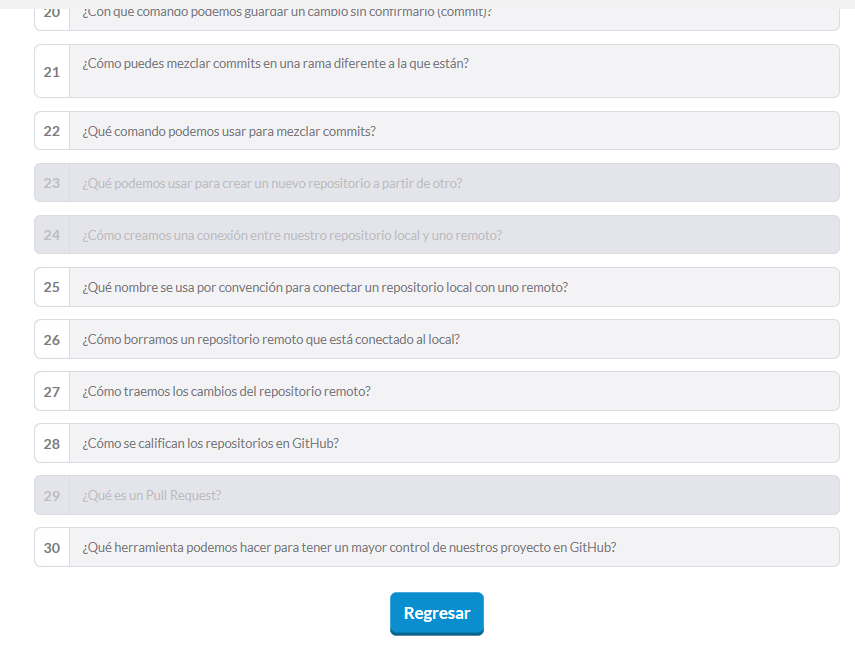 20 ¿Con qué comando podemos guardar un cambio sin confirmarlo (commit)?
21 ¿Cómo puedes mezclar commits en una rama diferente a la que están?
22 ¿Qué comando podemos usar para mezclar commits?
23 ¿Qué podemos usar para crear un nuevo repositorio a partir de otro?
24 ¿Cómo creamos una conexión entre nuestro repositorio local y uno remoto?
25 ¿Qué nombre se usa por convención para conectar un repositorio local con uno remoto?
26 ¿Cómo borramos un repositorio remoto que está conectado al local?
27 ¿Cómo traemos los cambios del repositorio remoto?
28 ¿Cómo se califican los repositorios en GitHub?
29 ¿Qué es un Pull Request?
30 ¿Qué herramienta podemos hacer para tener un mayor control de nuestros proyecto en GitHub?
Regresar